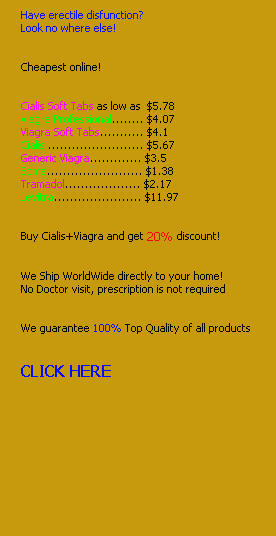 Have erectile disfunction?
Look no where else!
Cheapest online!
Cialis Soft Tabs as low as $5.78
Viagra Professional........ $4.07
Viagra Soft Tabs........... $4.1
Cialis ........................ $5.67
Generic Viagra............. $3.5
........................ $1.38
Tramadol................... $2.17
Levitra...................... $11.97
Buy Cialis+Viagra and get 20% discount!
We Ship WorldWide directly to your home!
No Doctor visit, prescription is not required
We guarantee 100% Top Quality of all products
CLICK HERE